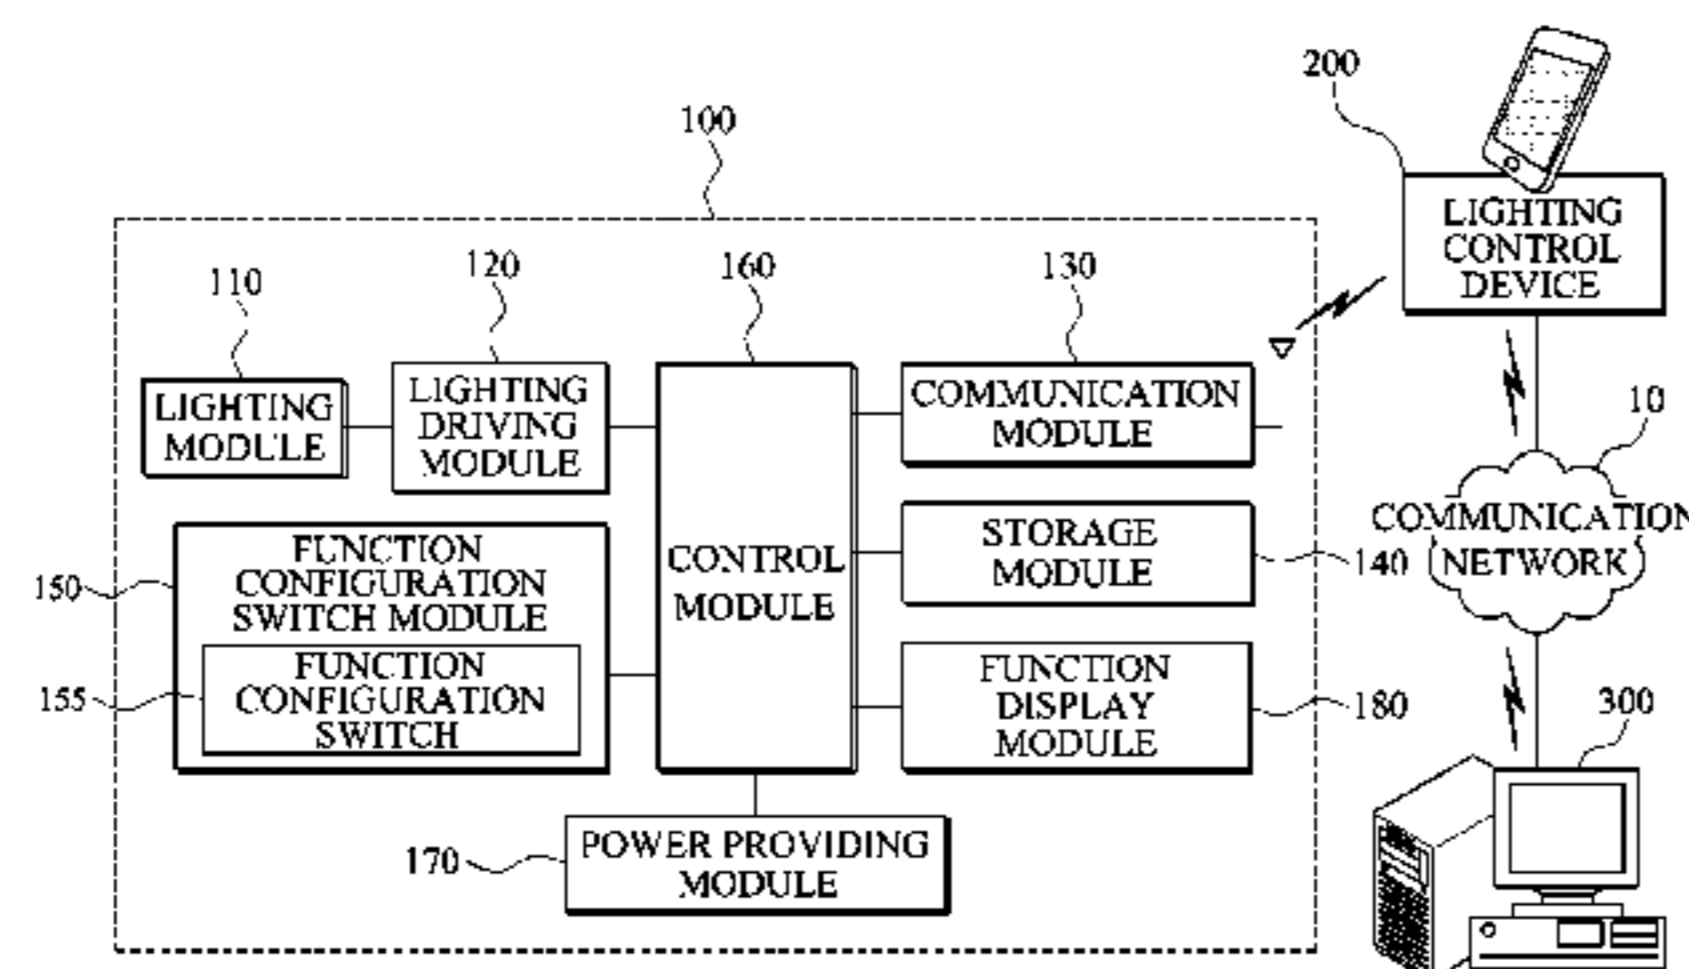 200
100
LIGHTING
CONTROL
DEVICE
110
120
160
130
LIGHTING
MODULE
LIGHTING
DRIVING
MODULE
CONTROL
MODULE
COMMUNICATION
MODULE
10
COMMUNICATION
NETWORK
STORAGE
MODULE
140
150
FUNCTION
CONFIGURATION
SWITCH MODULE
155
FUNCTION
CONFIGURATION
SWITCH
FUNCTION
DISPLAY
MODULE
180
300
170
POWER PROVIDING
MODULE